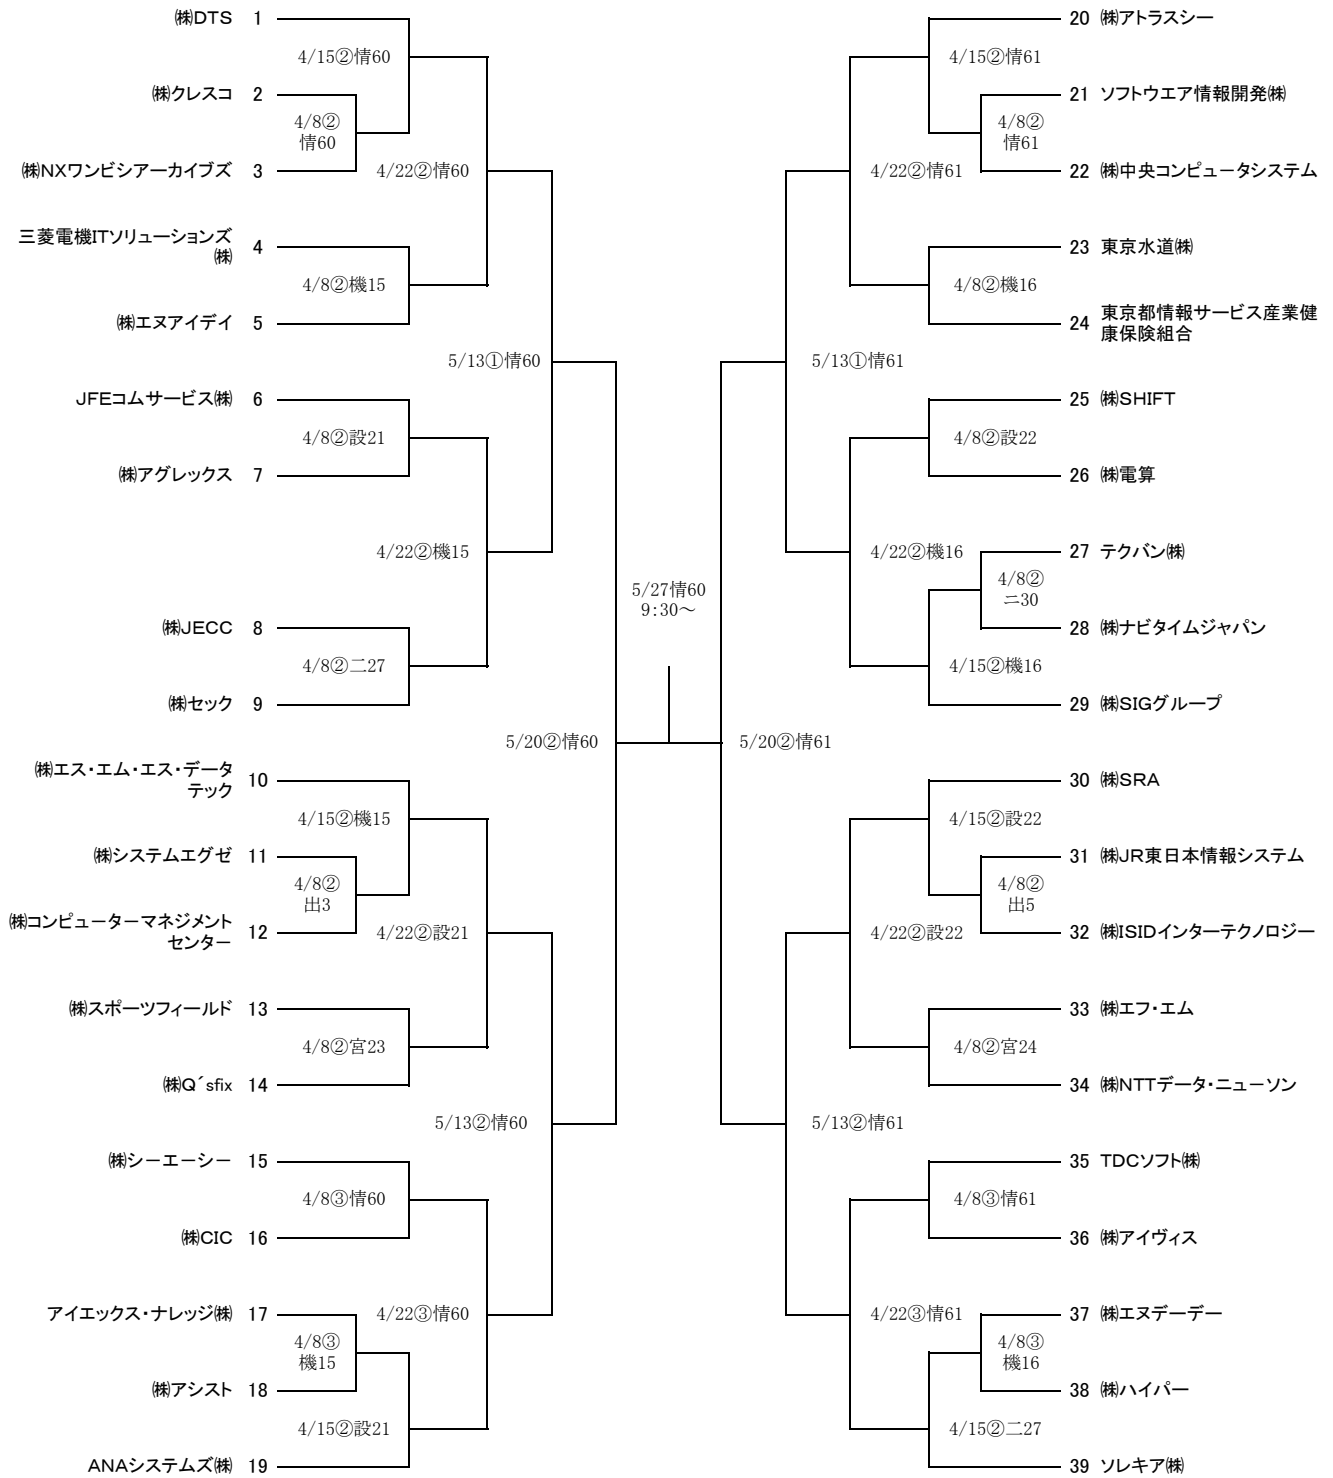 ㈱DTS 1
4/15②情60
㈱クレスコ 2
4/8②
情60
㈱NXワンビシアーカイブズ 3
4/22②情60
三菱電機ITソリューションズ
㈱
4
4/8②機15
㈱エヌアイデイ 5
5/13①情60
JFEコムサービス㈱ 6
4/8②設21
㈱アグレックス 7
4/22②機15
㈱JECC 8
4/8②二27
㈱セック 9
5/20②情60
㈱エス・エム・エス・データ
テック
10
4/15②機15
㈱システムエグゼ 11
4/8②
出3
㈱コンピューターマネジメント
センター
12
4/22②設21
㈱スポーツフィールド 13
4/8②宮23
㈱Q´sfix 14
5/13②情60
㈱シーエーシー 15
4/8③情60
㈱CIC 16
アイエックス・ナレッジ㈱ 17
4/22③情60
4/8③
機15
㈱アシスト 18
4/15②設21
ANAシステムズ㈱ 19
5/27情60
9:30～
20 ㈱アトラスシー
4/15②情61
21 ソフトウエア情報開発㈱
4/8②
情61
22 ㈱中央コンピュータシステム
4/22②情61
23 東京水道㈱
4/8②機16
24
東京都情報サービス産業健
康保険組合
5/13①情61
25 ㈱SHIFT
4/8②設22
26 ㈱電算
4/22②機16
27 テクバン㈱
4/8②
二30
28 ㈱ナビタイムジャパン
4/15②機16
29 ㈱SIGグループ
5/20②情61
30 ㈱SRA
4/15②設22
31 ㈱JR東日本情報システム
4/8②
出5
32 ㈱ISIDインターテクノロジー
4/22②設22
33 ㈱エフ・エム
4/8②宮24
34 ㈱NTTデータ・ニューソン
5/13②情61
35 TDCソフト㈱
4/8③情61
36 ㈱アイヴィス
4/22③情61
37 ㈱エヌデーデー
4/8③
機16
38 ㈱ハイパー
4/15②二27
39 ソレキア㈱